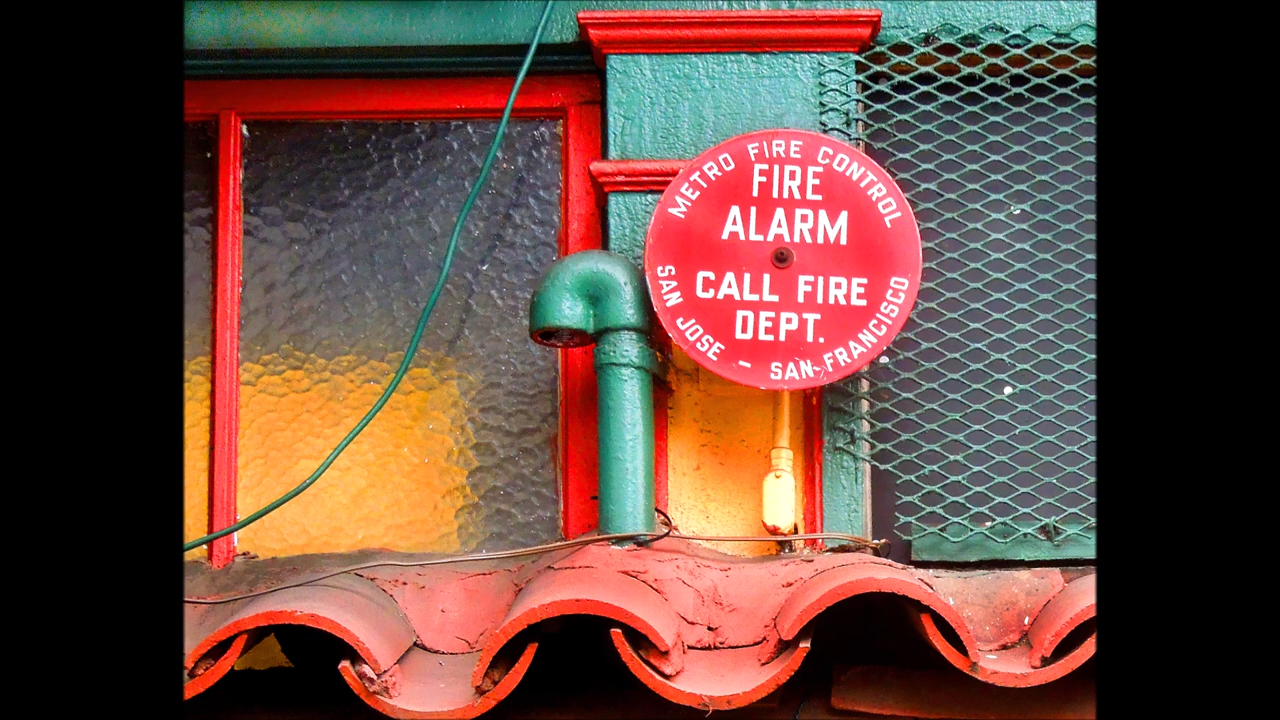 METRO FIRE CONTROL
FIRE
ALARM
CALL FIRE
DEPT.
SAN JOSE - SAN FRANCISCO